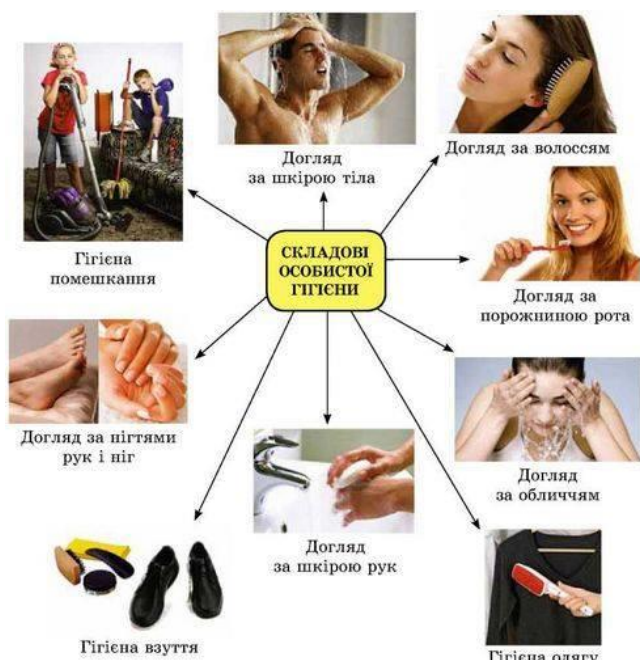 Догляд
за шкірою тіла
Догляд за волоссям
Гігієна
помешкання
СКЛАДОВІ
ОСОБИСТОЇ
ГІГІЄНИ
Догляд за
порожниною рота
Догляд за нігтями
рук і ніг
Догляд
за обличчям
Догляд
за шкірою рук
Гігієна взуття
Гігієна одягу